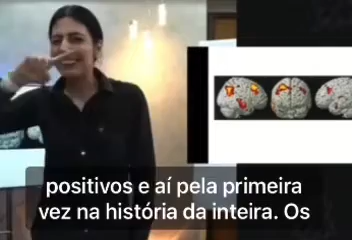 positivos e aí pela primeira
vez na história da inteira. Os